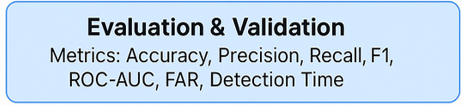 Evaluation & Validation
Metrics: Accuracy, Precision, Recall, F1,
ROC-AUC, FAR, Detection Time